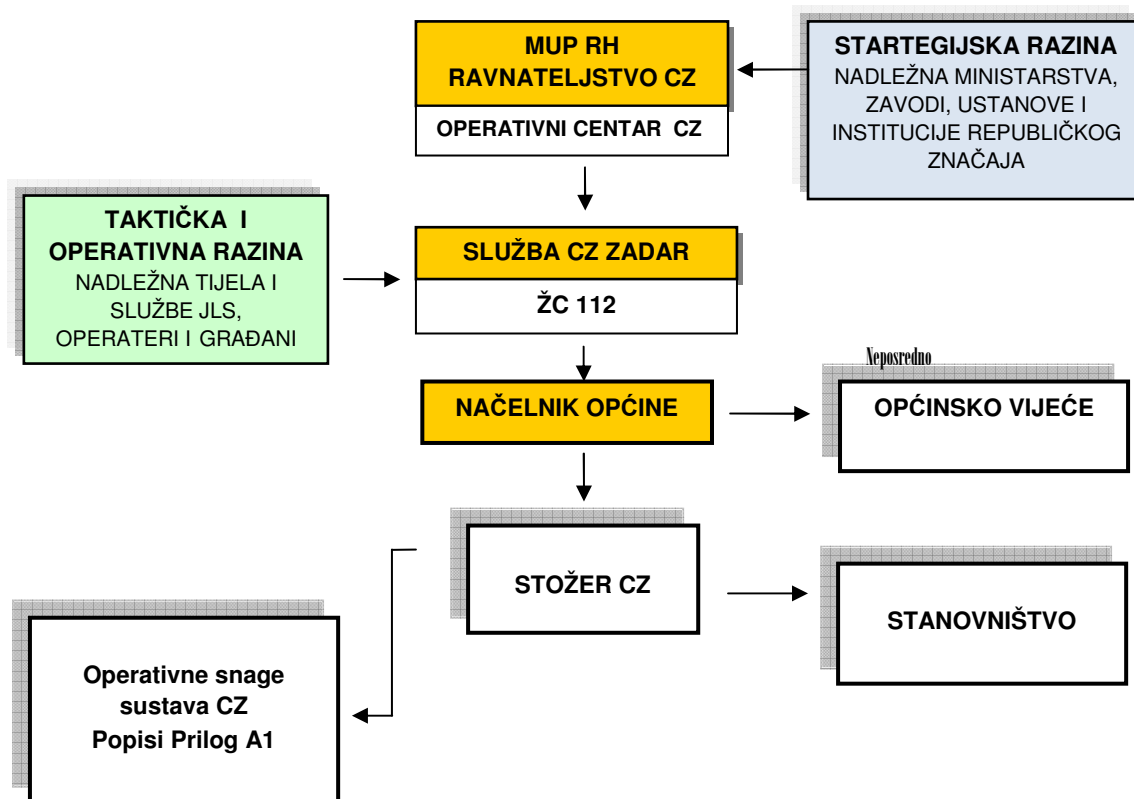 MUP RH
RAVNATELJSTVO CZ
OPERATIVNI CENTAR CZ
STARTEGIJSKA RAZINA
NADLEŽNA MINISTARSTVA,
ZAVODI, USTANOVE I
INSTITUCIJE REPUBLIČKOG
ZNAČAJA
TAKTIČKA I
OPERATIVNA RAZINA
NADLEŽNA TIJELA I
SLUŽBE JLS,
OPERATERI I GRAĐANI
SLUŽBA CZ ZADAR
ŽC 112
NAČELNIK OPĆINE
Neposredno
OPĆINSKO VIJEĆE
STOŽER CZ
STANOVNIŠTVO
Operativne snage
sustava CZ
Popisi Prilog A1